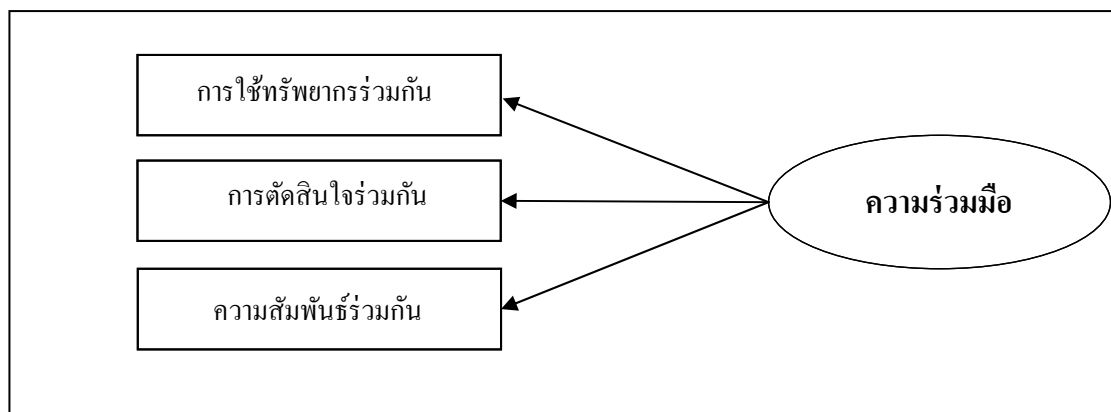 การใช้ทรัพยากรร่วมกัน
การตัดสินใจร่วมกัน
ความร่วมมือ
ความสัมพันธ์ร่วมกัน